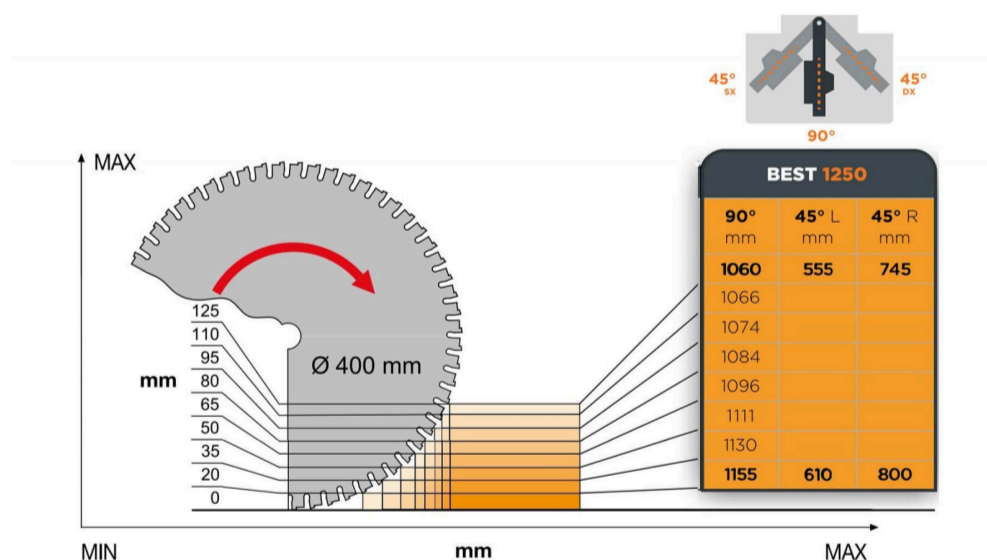 45°
SX
45°
DX
90°
MAX
BEST 1250
90° 45° L 45° R
mm mm mm
1060 555 745
1066
1074
1084
1096
1111
1130
1155 610 800
125
110
95
80
65
50
35
20
0
mm
Ø 400 mm
MIN mm MAX